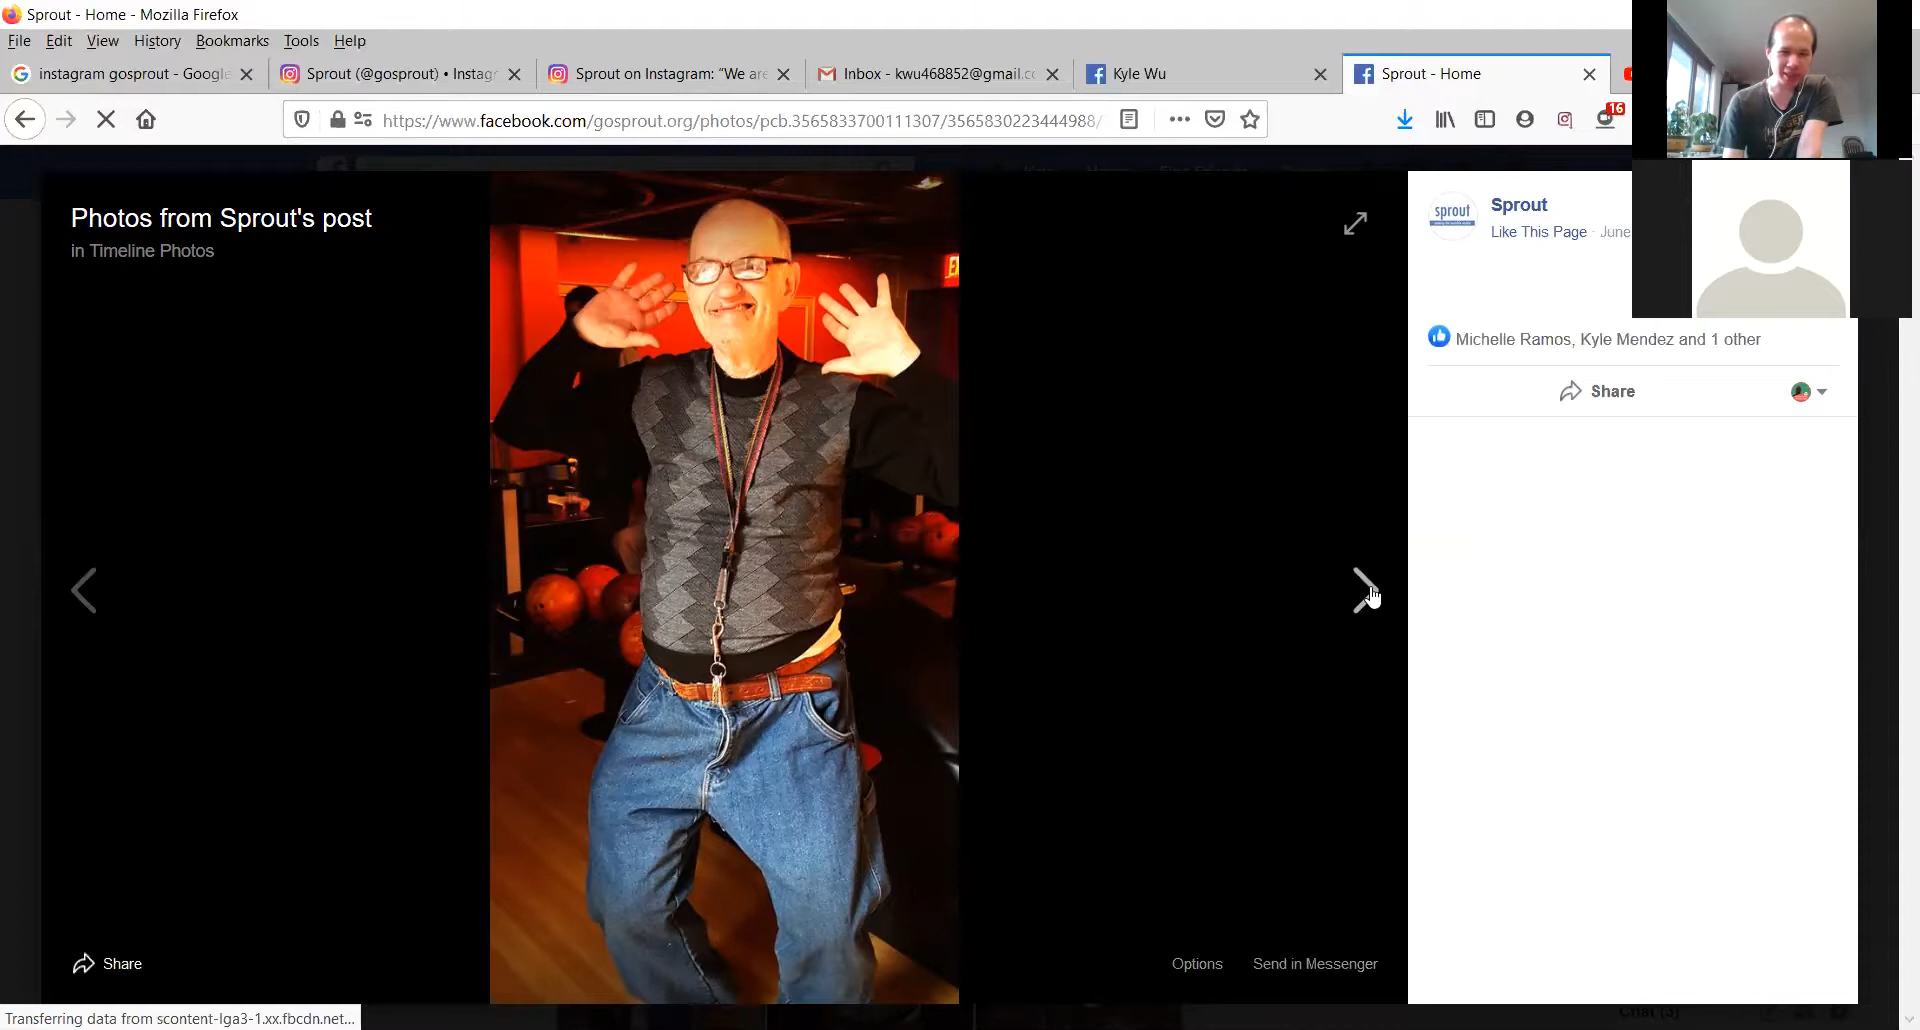 Sprout - Home - Mozilla Firefox
File Edit View History Bookmarks Tools Help
instagram gosprout - Google
Sprout (@gosprout) • Instag
Sprout on Instagram: “We are
Inbox - kwu468852@gmail.c
Kyle Wu
Sprout - Home
https://www.facebook.com/gosprout.org/photos/pcb.3565833700111307/3565830223444988/
16
Photos from Sprout's post
in Timeline Photos
sprout
Sprout
Like This Page · June
Michelle Ramos, Kyle Mendez and 1 other
Share
Share
Options
Send in Messenger
Transferring data from scontent-lga3-1.xx.fbcdn.net...
Chat (3)